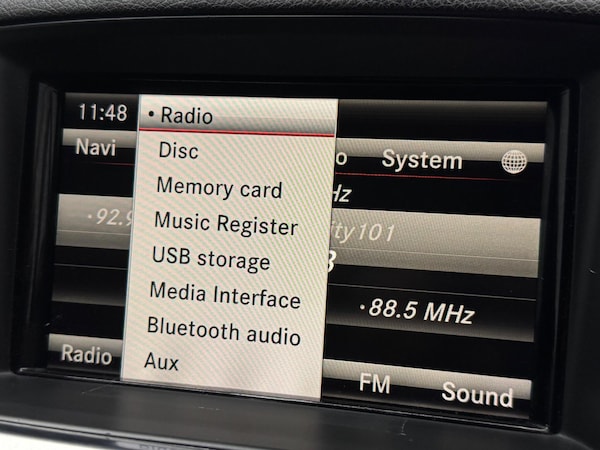 11:48
• Radio
Navi
Disc
System
Memory card
Hz
Music Register
•92.9
ity101
USB storage
Media Interface
•88.5 MHz
Bluetooth audio
Radio
Aux
FM
Sound